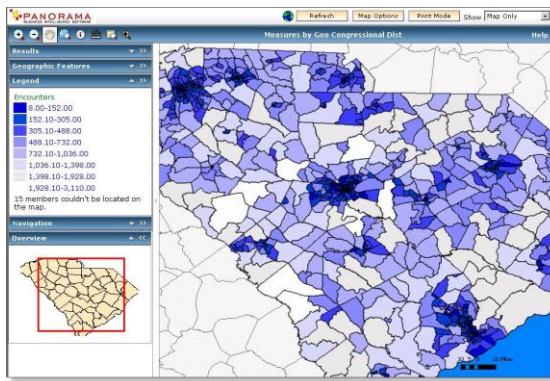 PANORAMA
BUSINESS INTELLIGENCE SOFTWARE
Refresh
Map Options
Print Mode
Show
Map Only
Measures by Geo Congressional Dist
Help
Results
Geographic Features
Legend
Encounters
8.00-152.00
152.10-305.00
305.10-488.00
488.10-732.00
732.10-1,036.00
1,036.10-1,398.00
1,398.10-1,928.00
1,928.10-3,110.00
15 members couldn't be located on
the map.
Navigation
Overview